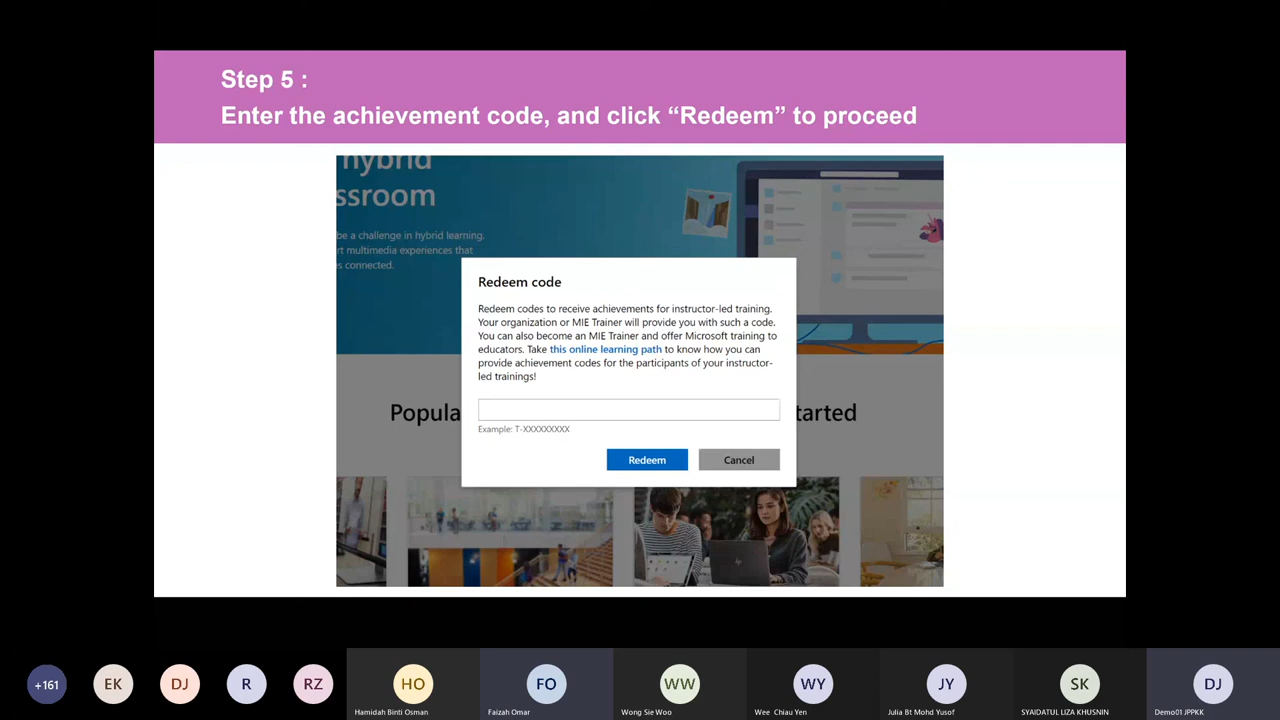 Step 5 :
Enter the achievement code, and click “Redeem” to proceed
hybrid
ssroom
be a challenge in hybrid learning.
rt multimedia experiences that
es connected.
Redeem code
Redeem codes to receive achievements for instructor-led training.
Your organization or MIE Trainer will provide you with such a code.
You can also become an MIE Trainer and offer Microsoft training to
educators. Take this online learning path to know how you can
provide achievement codes for the participants of your instructor-
led trainings!
Popula
tarted
Example: T-XXXXXXXXX
Redeem
Cancel
+161
EK
DJ
R
RZ
HO
FO
WW
WY
JY
SK
DJ
Hamidah Binti Osman
Faizah Omar
Wong Sie Woo
Wee Chiau Yen
Julia Bt Mohd Yusof
SYAIDATUL LIZA KHUSNIN
Demo01 JPPKK